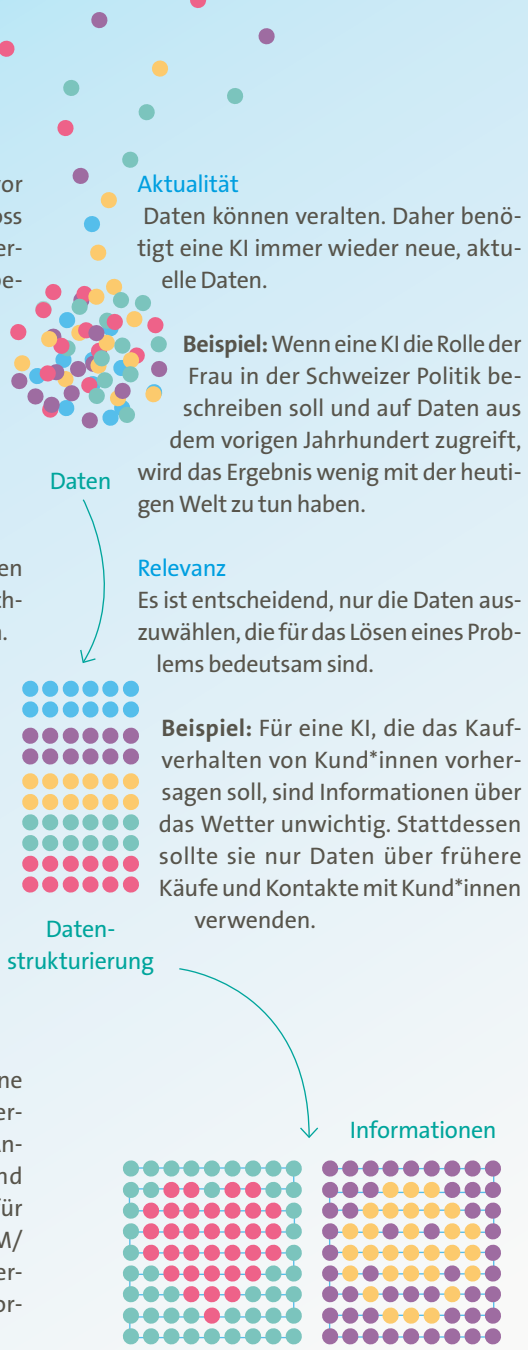 Aktualität
Daten können veralten. Daher benö-
tigt eine KI immer wieder neue, aktu-
elle Daten.
Beispiel: Wenn eine KI die Rolle der
Frau in der Schweizer Politik be-
schreiben soll und auf Daten aus
dem vorigen Jahrhundert zugreift,
wird das Ergebnis wenig mit der heuti-
gen Welt zu tun haben.
Daten
Relevanz
Es ist entscheidend, nur die Daten aus-
zuwählen, die für das Lösen eines Prob-
lems bedeutsam sind.
Beispiel: Für eine KI, die das Kauf-
verhalten von Kund*innen vorher-
sagen soll, sind Informationen über
das Wetter unwichtig. Stattdessen
sollte sie nur Daten über frühere
Käufe und Kontakte mit Kund*innen
verwenden.
Daten-
strukturierung
Informationen